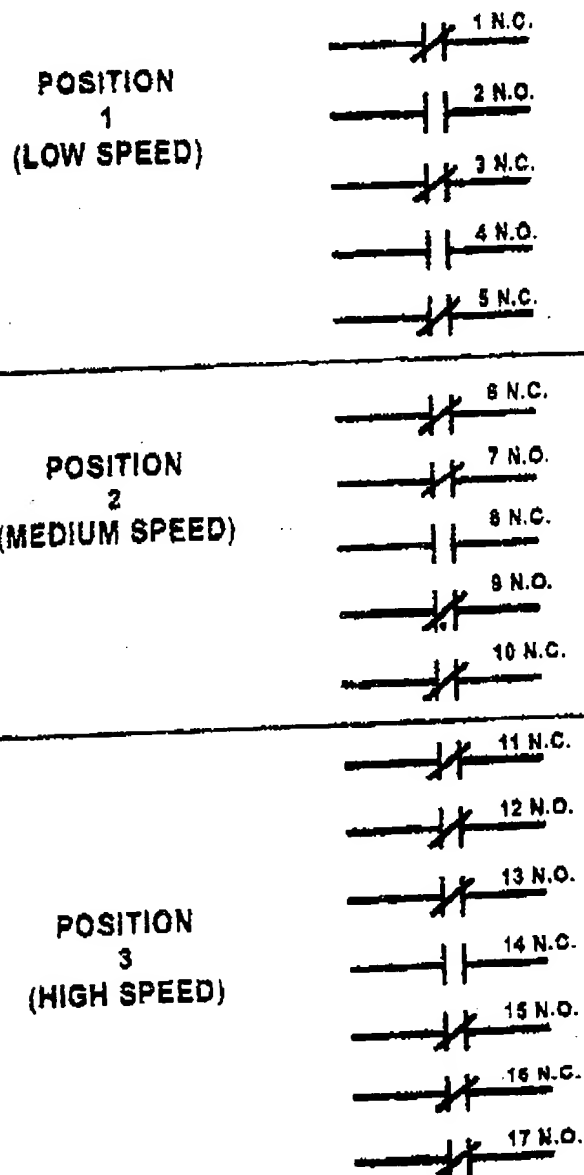 POSITION
1
(LOW SPEED)
1 N.C.
2 N.O.
3 N.C.
4 N.O.
5 N.C.
POSITION
2
(MEDIUM SPEED)
6 N.C.
7 N.O.
8 N.C.
9 N.O.
10 N.C.
POSITION
3
(HIGH SPEED)
11 N.C.
12 N.O.
13 N.O.
14 N.C.
15 N.O.
16 N.C.
17 N.O.